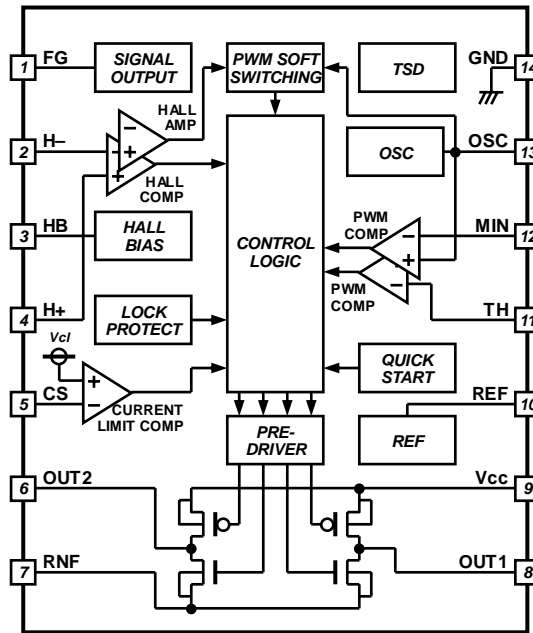 1 FG
SIGNAL
OUTPUT
PWM SOFT
SWITCHING
TSD
GND 14
HALL
AMP
2 H–
–
+
–
+
HALL
COMP
OSC
OSC 13
3 HB
HALL
BIAS
CONTROL
LOGIC
PWM
COMP
–
+
MIN 12
4 H+
LOCK
PROTECT
PWM
COMP
–
TH 11
Vcl
+
–
5 CS
CURRENT
LIMIT COMP
QUICK
START
REF 10
PRE-
DRIVER
REF
6 OUT2
Vcc 9
7 RNF
OUT1 8